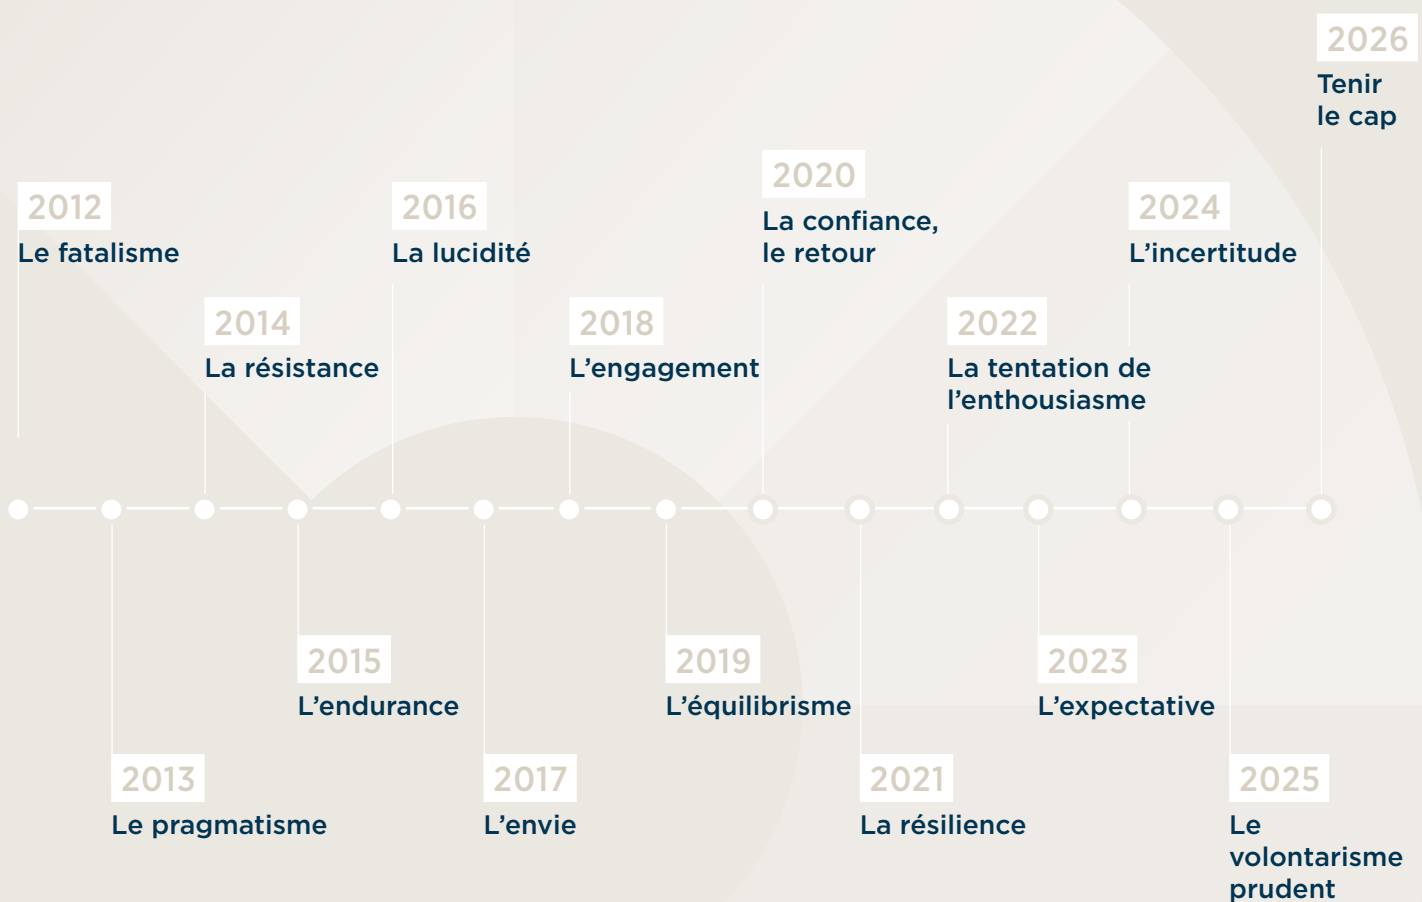 2012
Le fatalisme
2013
Le pragmatisme
2014
La résistance
2015
L’endurance
2016
La lucidité
2017
L’envie
2018
L’engagement
2019
L’équilibrisme
2020
La confiance,
le retour
2021
La résilience
2022
La tentation de
l’enthousiasme
2023
L’expectative
2024
L’incertitude
2025
Le
volontarisme
prudent
2026
Tenir
le cap